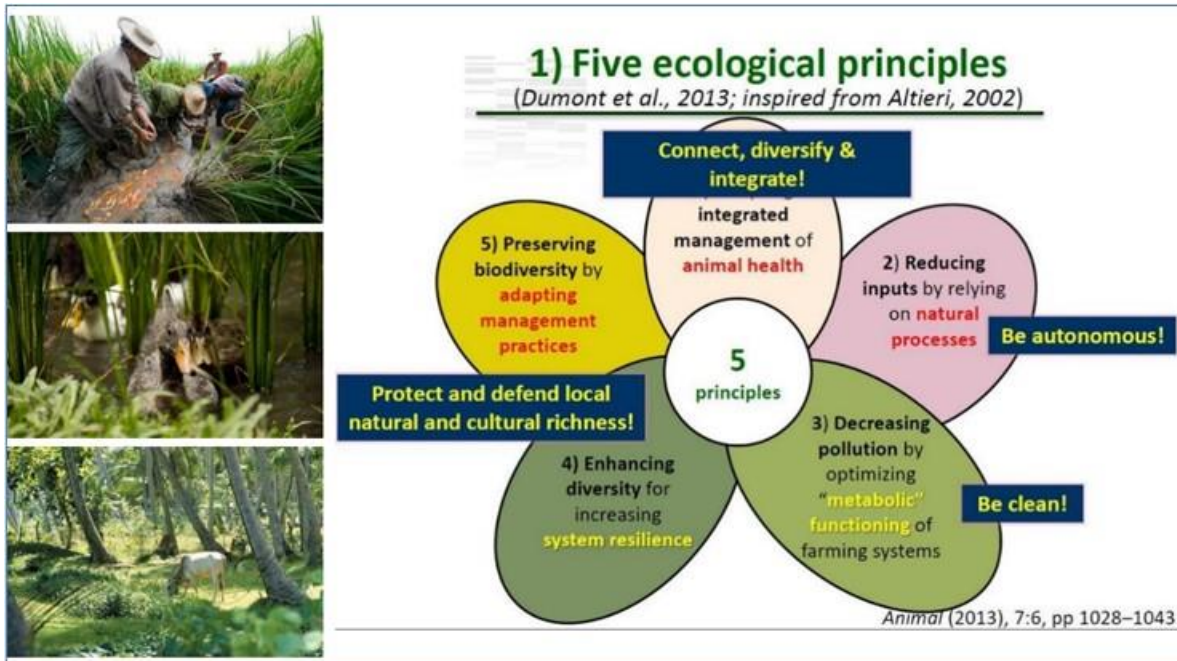 1) Five ecological principles
(Dumont et al., 2013; inspired from Altieri, 2002)
Connect, diversify &
integrate!
integrated
management of
animal health
2) Reducing
inputs by relying
on natural
processes
Be autonomous!
3) Decreasing
pollution by
optimizing
“metabolic”
functioning of
farming systems
Be clean!
4) Enhancing
diversity for
increasing
system resilience
5) Preserving
biodiversity by
adapting
management
practices
Protect and defend local
natural and cultural richness!
5
principles
Animal (2013), 7:6, pp 1028–1043